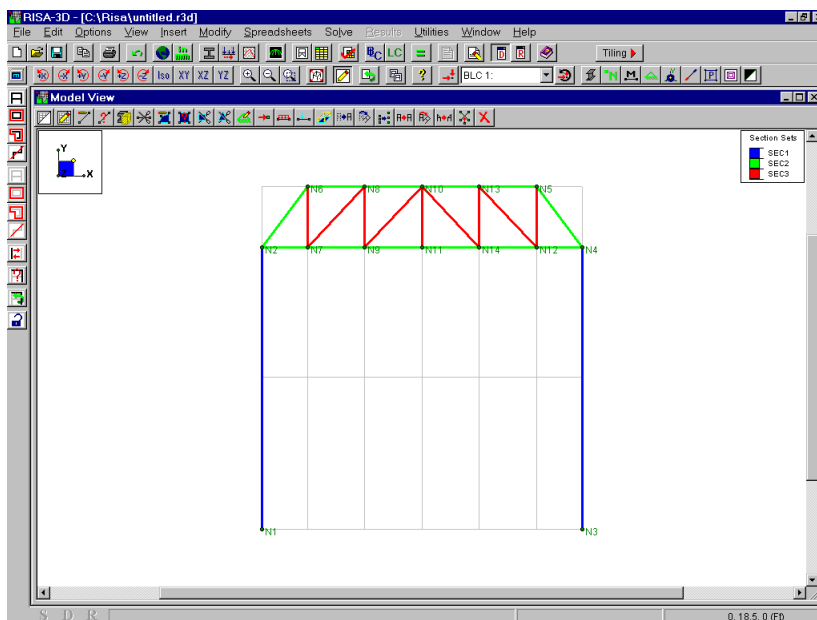 RISA-3D - [C:\Risa\untitled.r3d]
File Edit Options View Insert Modify Spreadsheets Solve Results Utilities Window Help
BC LC D R Tiling
Iso XY XZ YZ BLC 1:
Model View
Y
X
Z
Section Sets
SEC1
SEC2
SEC3
N6 N8 N10 N13 N5
N2 N7 N9 N11 N14 N12 N4
N1 N3
S D R 0, 18.5, 0 (Ft)